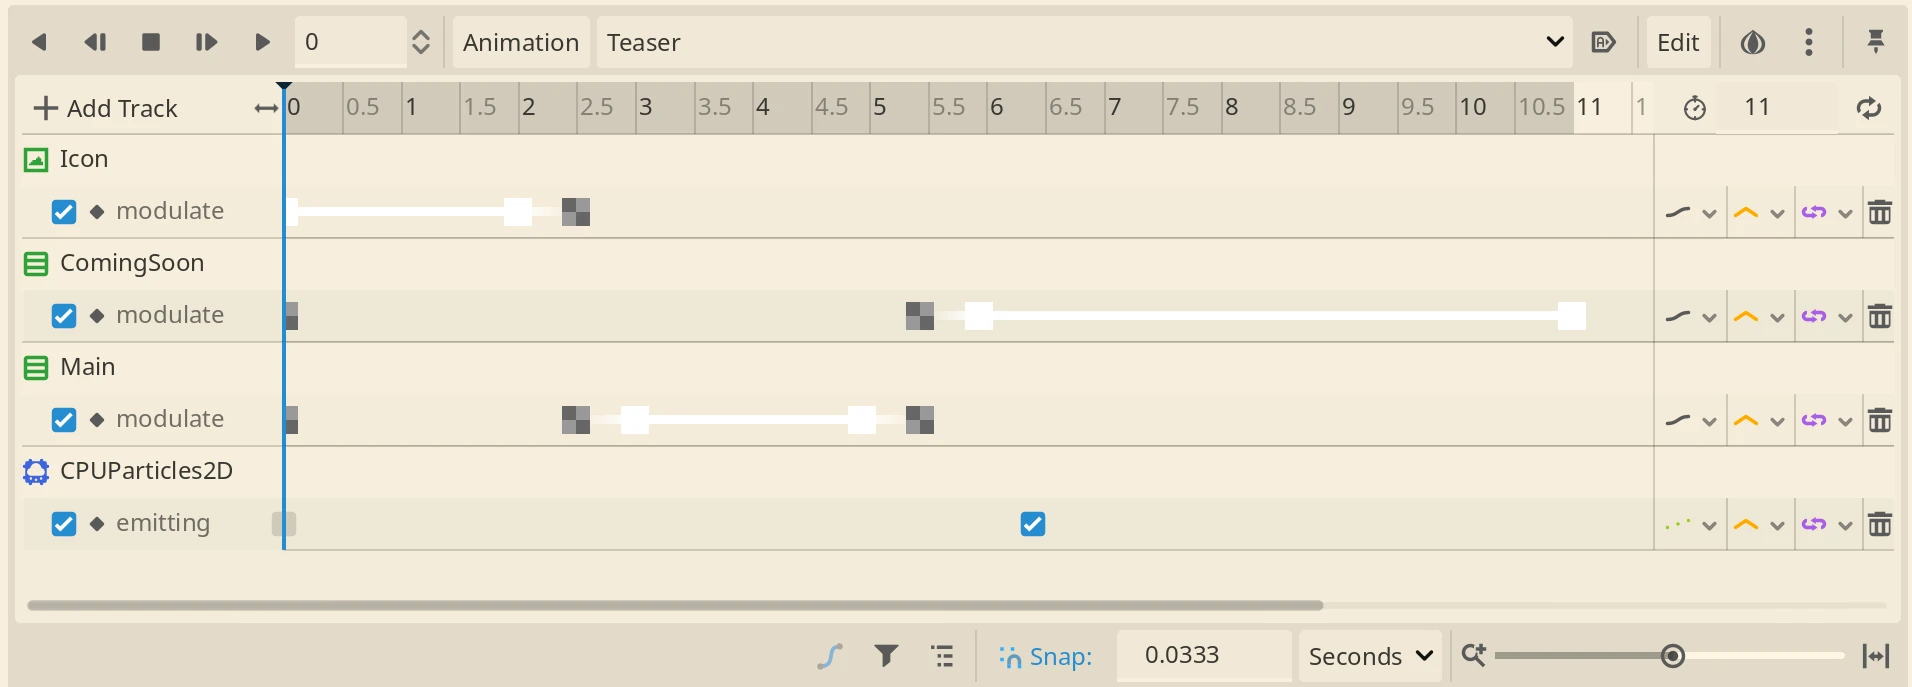 0 Animation Teaser Edit
Add Track 0 0.5 1 1.5 2 2.5 3 3.5 4 4.5 5 5.5 6 6.5 7 7.5 8 8.5 9 9.5 10 10.5 11 1 11
Icon
modulate
ComingSoon
modulate
Main
modulate
CPUParticles2D
emitting
Snap: 0.0333 Seconds